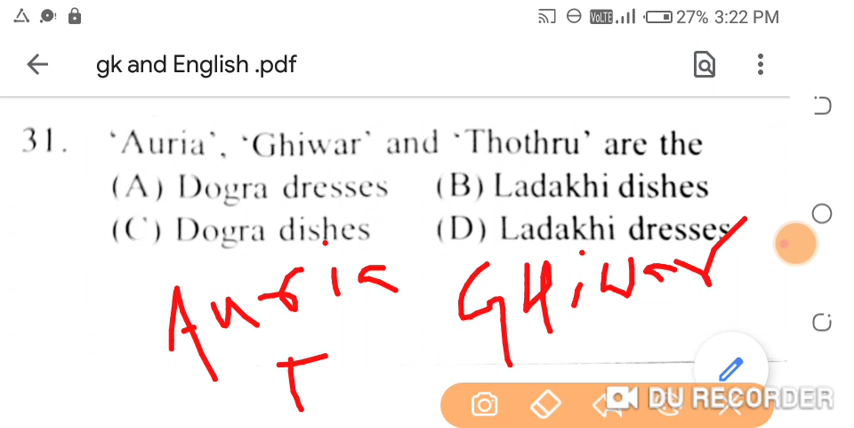 VoLTE 27% 3:22 PM
gk and English .pdf
31. 'Auria', 'Ghiwar' and 'Thothru' are the
(A) Dogra dresses (B) Ladakhi dishes
(C) Dogra dishes (D) Ladakhi dresses
Auria GHiwar
T
DU RECORDER